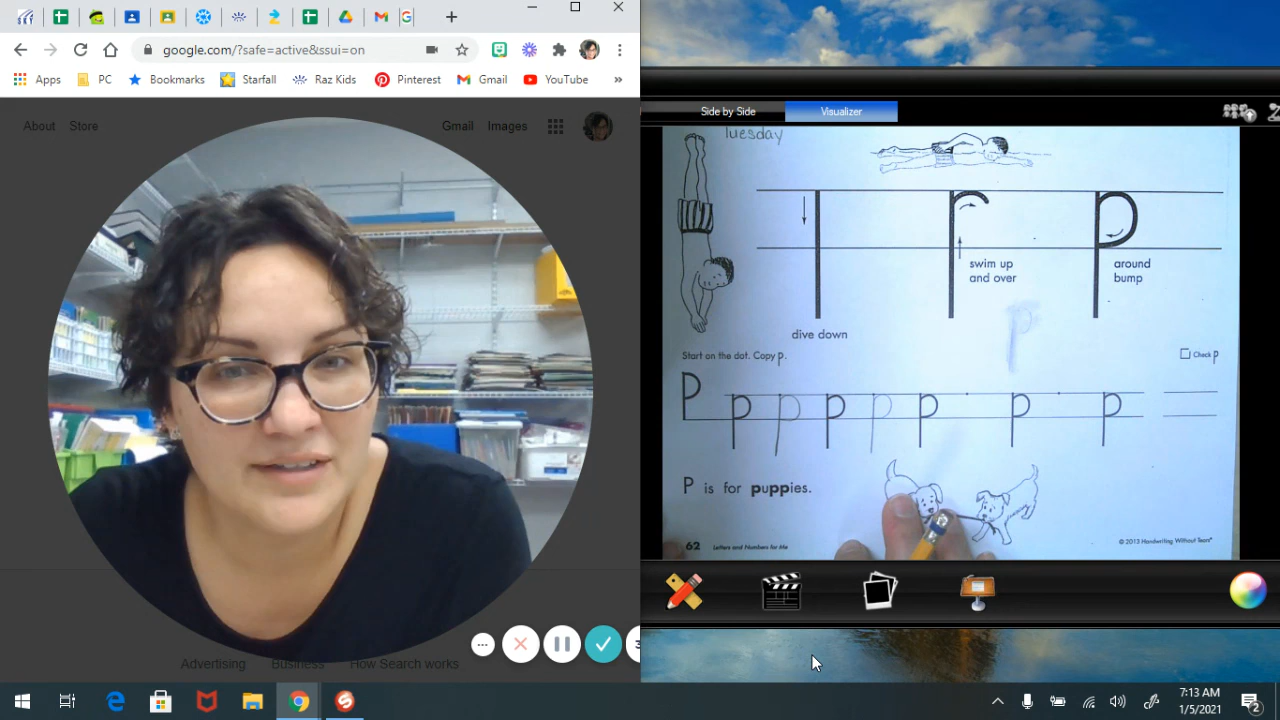 google.com/?safe=active&ssui=on
Apps PC Bookmarks Starfall Raz Kids Pinterest Gmail YouTube »
About Store Gmail Images
Side by Side Visualizer
Tuesday
l r p
swim up
and over
around
bump
dive down
p
Start on the dot. Copy p.
Check p
P p p p p p p p
P is for puppies.
62 Letters and Numbers for Me © 2013 Handwriting Without Tears®
Advertising Business How Search works
7:13 AM
1/5/2021
2